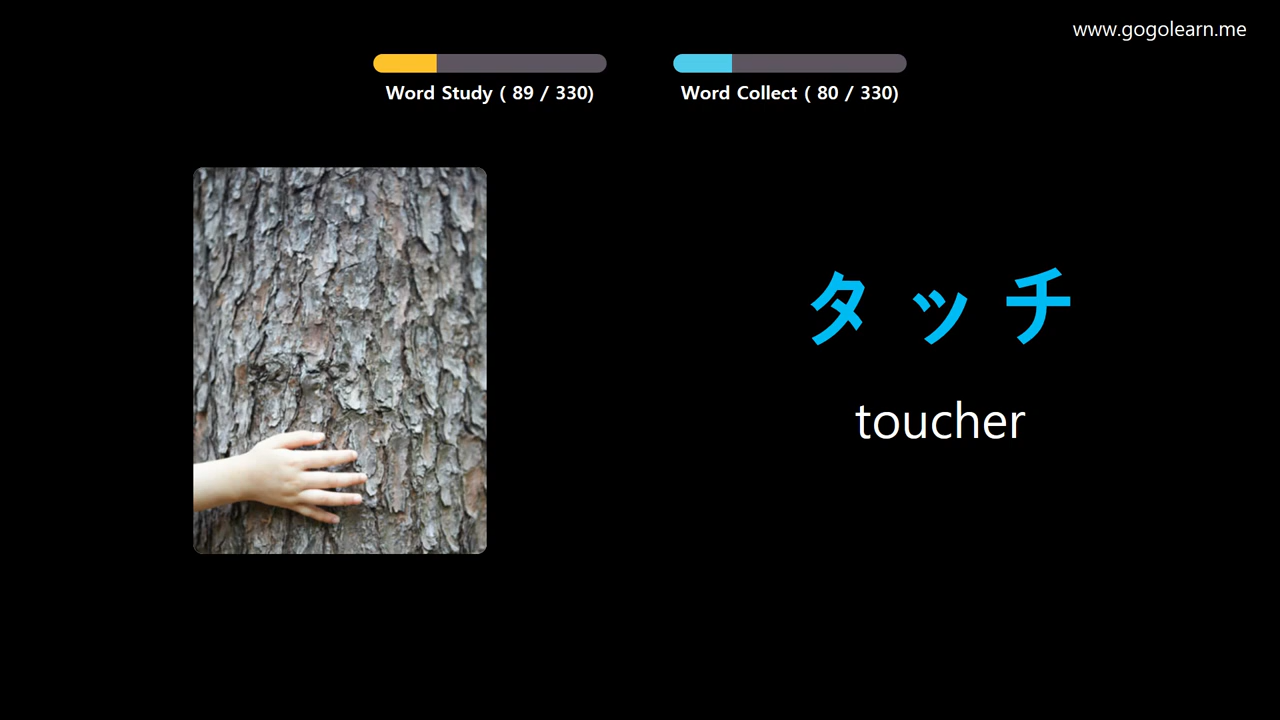 www.gogolearn.me
Word Study ( 89 / 330)
Word Collect ( 80 / 330)
タッチ
toucher